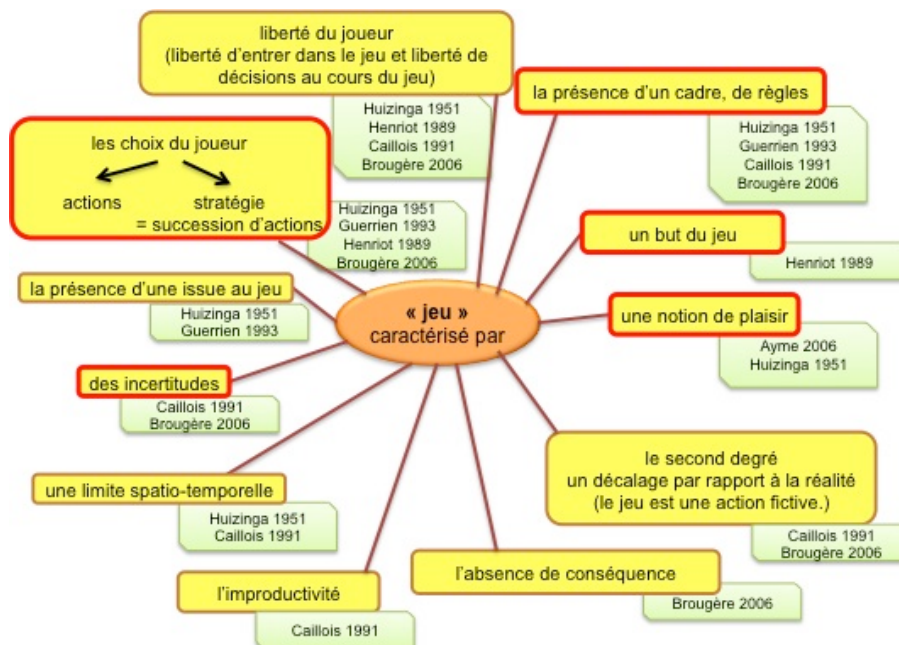 liberté du joueur
(liberté d'entrer dans le jeu et liberté de
décisions au cours du jeu)
Huizinga 1951
Henriot 1989
Caillois 1991
Brougère 2006
la présence d'un cadre, de règles
Huizinga 1951
Guerrien 1993
Caillois 1991
Brougère 2006
les choix du joueur
actions
stratégie
= succession d'actions
Huizinga 1951
Guerrien 1993
Henriot 1989
Brougère 2006
un but du jeu
Henriot 1989
la présence d'une issue au jeu
Huizinga 1951
Guerrien 1993
« jeu »
caractérisé par
une notion de plaisir
Ayme 2006
Huizinga 1951
des incertitudes
Caillois 1991
Brougère 2006
le second degré
un décalage par rapport à la réalité
(le jeu est une action fictive.)
Caillois 1991
Brougère 2006
une limite spatio-temporelle
Huizinga 1951
Caillois 1991
l'absence de conséquence
Brougère 2006
l'improductivité
Caillois 1991